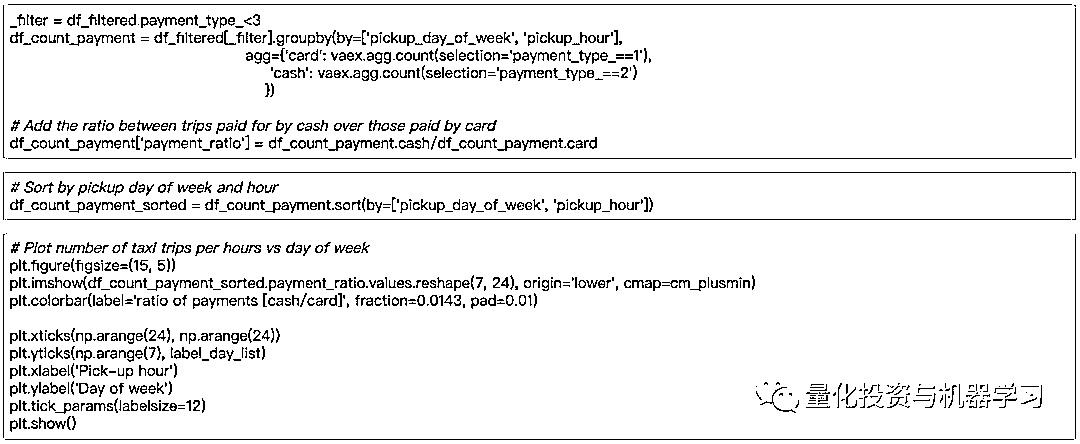 _filter = df_filtered.payment_type_<3
df_count_payment = df_filtered[_filter].groupby(by=['pickup_day_of_week', 'pickup_hour'],
agg={'card': vaex.agg.count(selection='payment_type_==1'),
'cash': vaex.agg.count(selection='payment_type_==2')
})
# Add the ratio between trips paid for by cash over those paid by card
df_count_payment['payment_ratio'] = df_count_payment.cash/df_count_payment.card
# Sort by pickup day of week and hour
df_count_payment_sorted = df_count_payment.sort(by=['pickup_day_of_week', 'pickup_hour'])
# Plot number of taxi trips per hours vs day of week
plt.figure(figsize=(15, 5))
plt.imshow(df_count_payment_sorted.payment_ratio.values.reshape(7, 24), origin='lower', cmap=cm_plusmin)
plt.colorbar(label='ratio of payments [cash/card]', fraction=0.0143, pad=0.01)
plt.xticks(np.arange(24), np.arange(24))
plt.yticks(np.arange(7), label_day_list)
plt.xlabel('Pick-up hour')
plt.ylabel('Day of week')
plt.tick_params(labelsize=12)
plt.show()
量化投资与机器学习